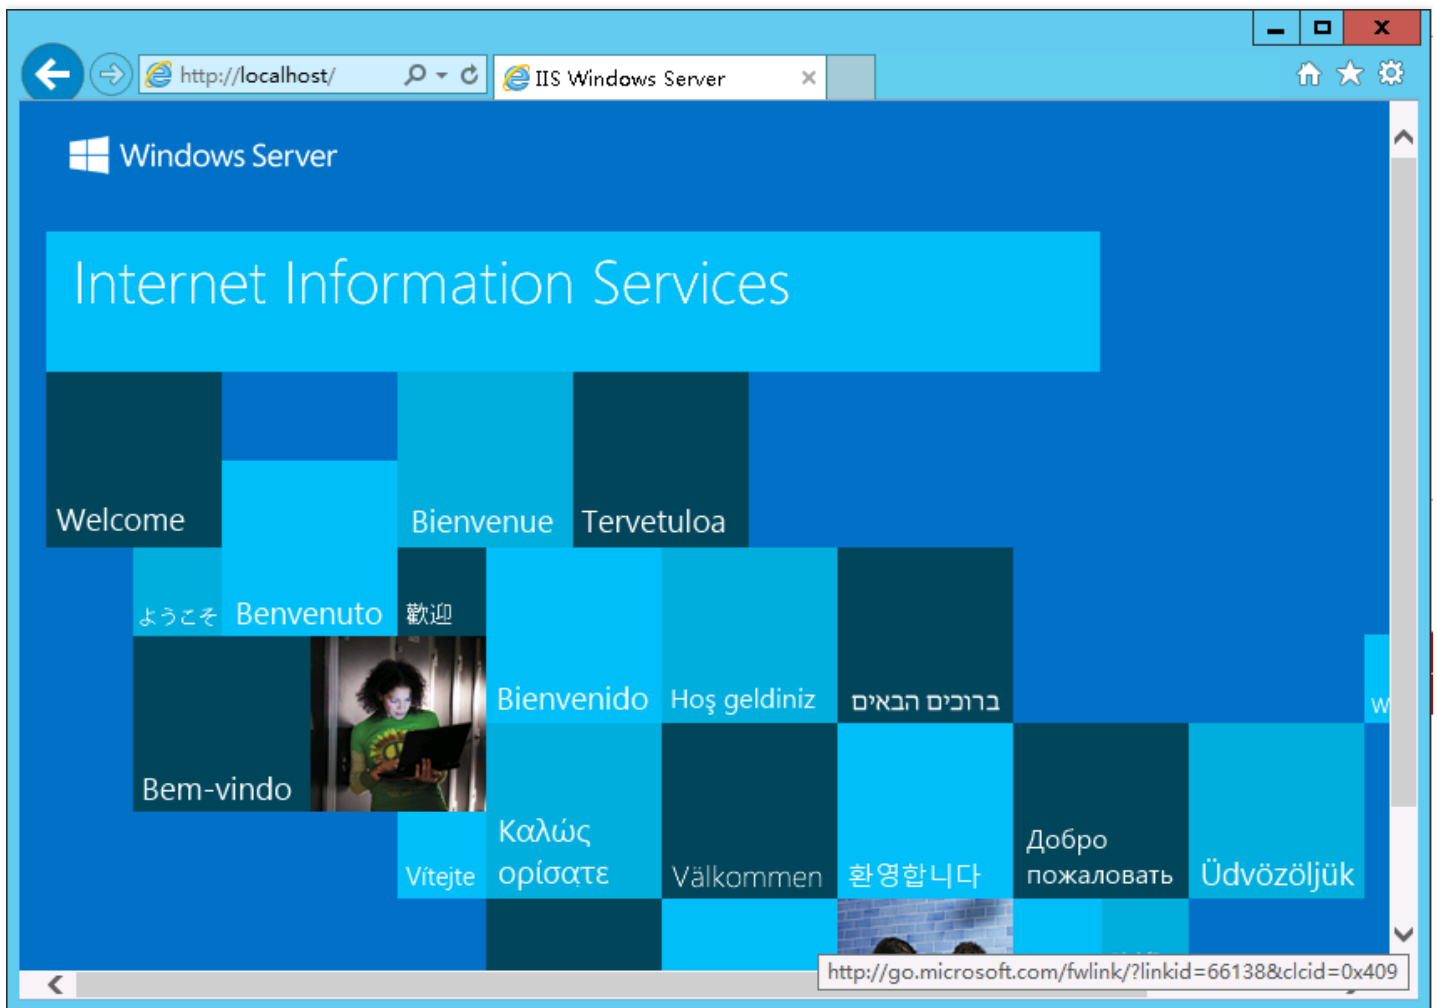 http://localhost/
IIS Windows Server
Windows Server
Internet Information Services
Welcome
Bienvenue
Tervetuloa
ようこそ
Benvenuto
歡迎
Bienvenido
Hoş geldiniz
ברוכים הבאים
W
Bem-vindo
Vítejte
Καλώς
ορίσατε
Välkommen
환영합니다
Добро
пожаловать
Üdvözöljük
http://go.microsoft.com/fwlink/?linkid=66138&clcid=0x409